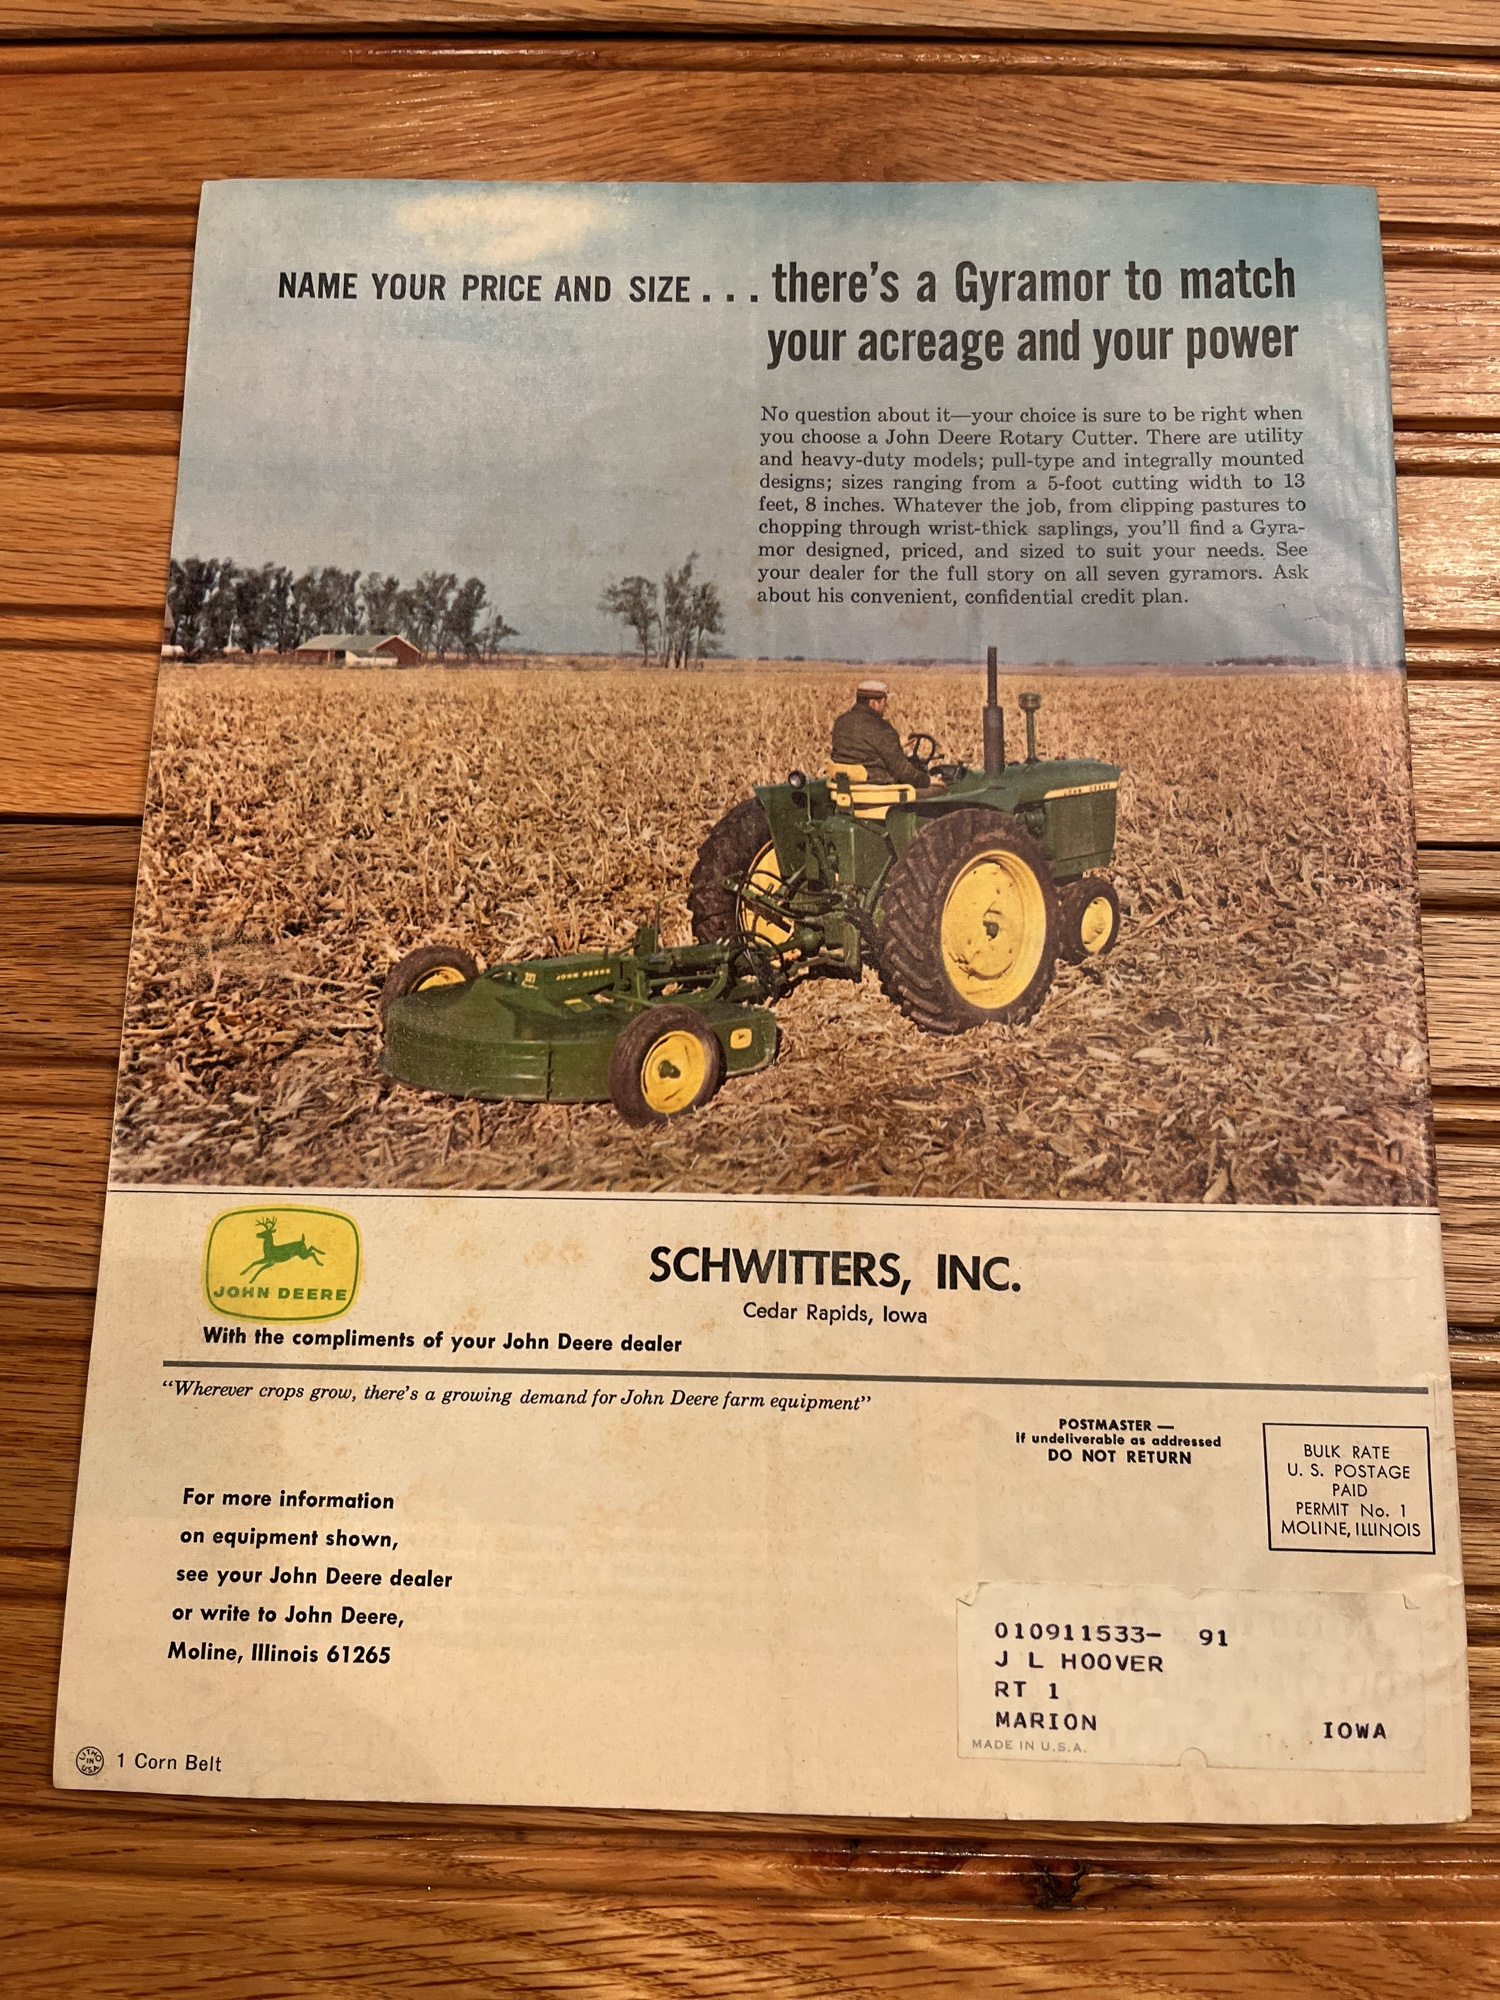 NAME YOUR PRICE AND SIZE . . . there's a Gyramor to match
your acreage and your power
No question about it—your choice is sure to be right when
you choose a John Deere Rotary Cutter. There are utility
and heavy-duty models; pull-type and integrally mounted
designs; sizes ranging from a 5-foot cutting width to 13
feet, 8 inches. Whatever the job, from clipping pastures to
chopping through wrist-thick saplings, you'll find a Gyra-
mor designed, priced, and sized to suit your needs. See
your dealer for the full story on all seven gyramors. Ask
about his convenient, confidential credit plan.
JOHN DEERE
JOHN DEERE
JOHN DEERE
SCHWITTERS, INC.
Cedar Rapids, Iowa
With the compliments of your John Deere dealer
"Wherever crops grow, there's a growing demand for John Deere farm equipment"
POSTMASTER —
If undeliverable as addressed
DO NOT RETURN
BULK RATE
U. S. POSTAGE
PAID
PERMIT No. 1
MOLINE, ILLINOIS
For more information
on equipment shown,
see your John Deere dealer
or write to John Deere,
Moline, Illinois 61265
010911533- 91
J L HOOVER
RT 1
MARION IOWA
MADE IN U.S.A.
LITHO IN USA
1 Corn Belt